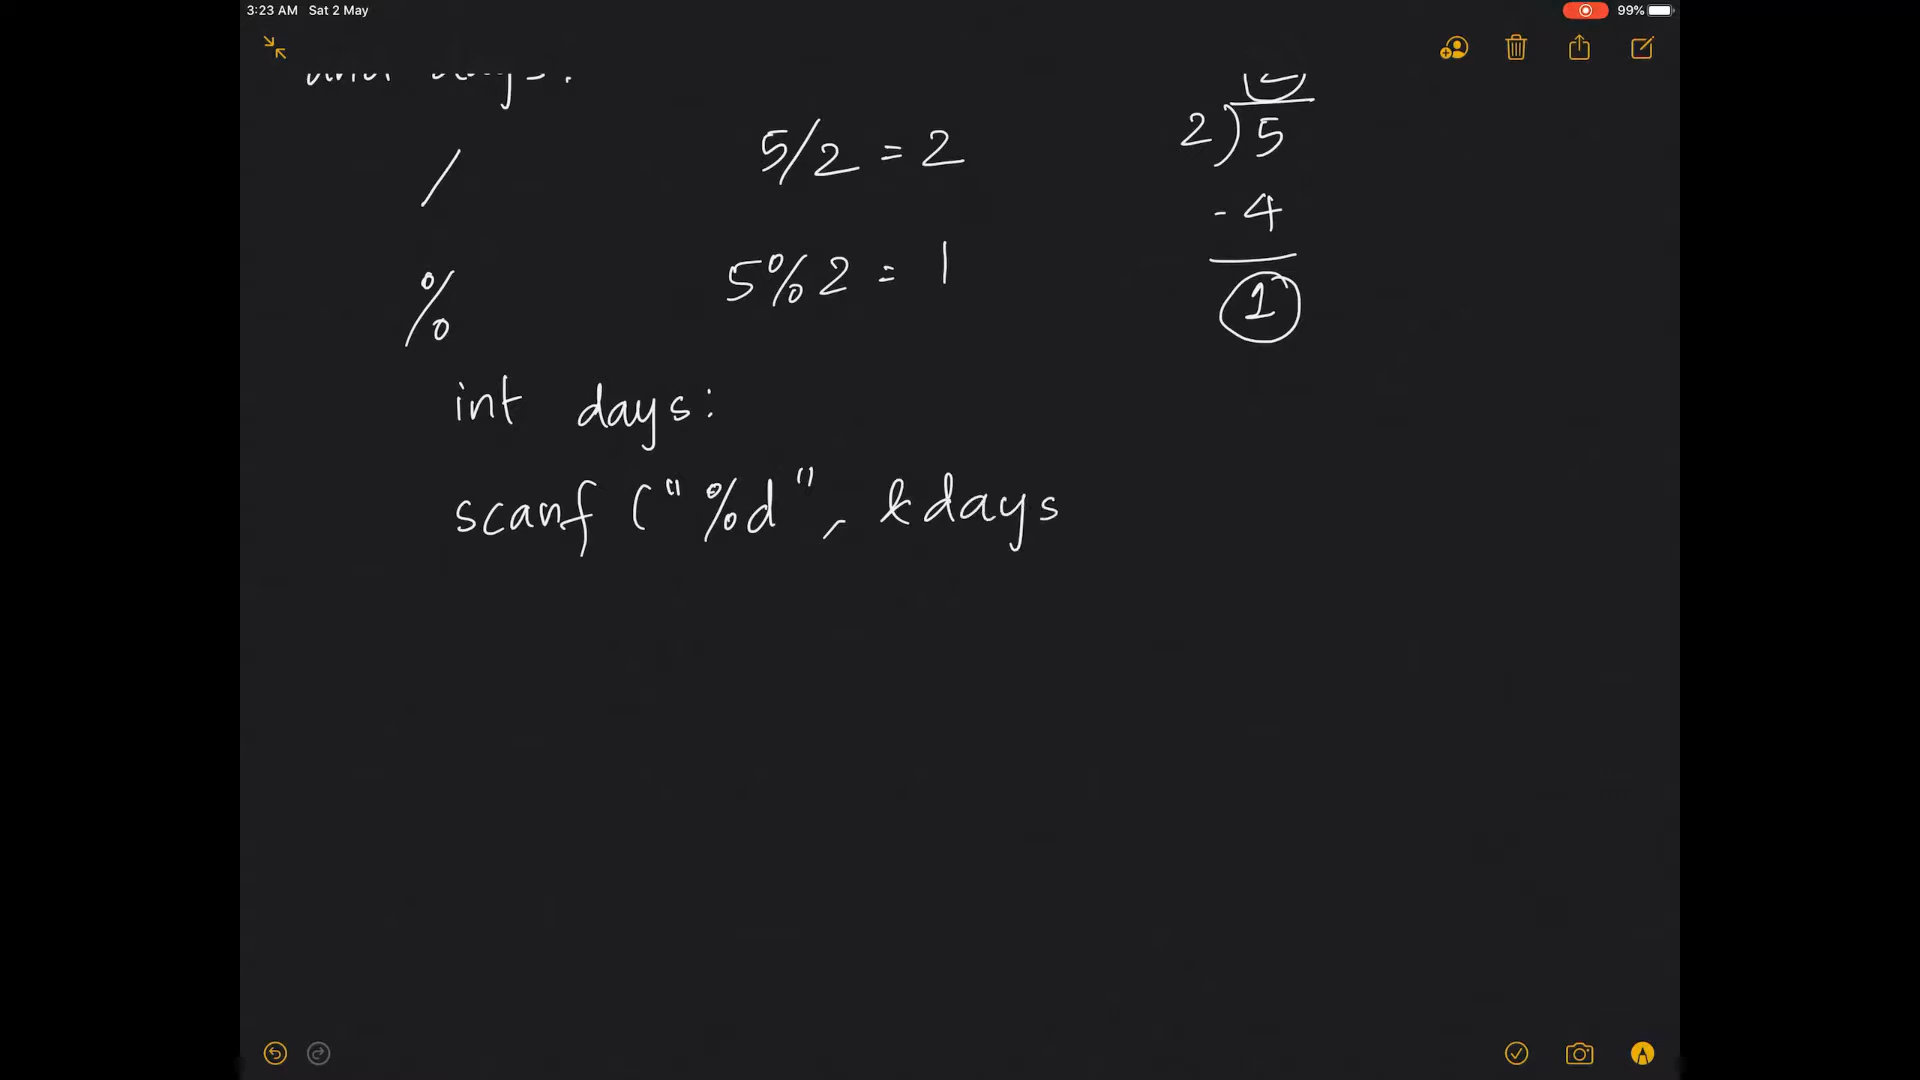 3:23 AM Sat 2 May
99%
days.
/ 5/2 = 2
2)5
- 4
% 5%2 = 1
1
int days:
scanf ("%d", &days